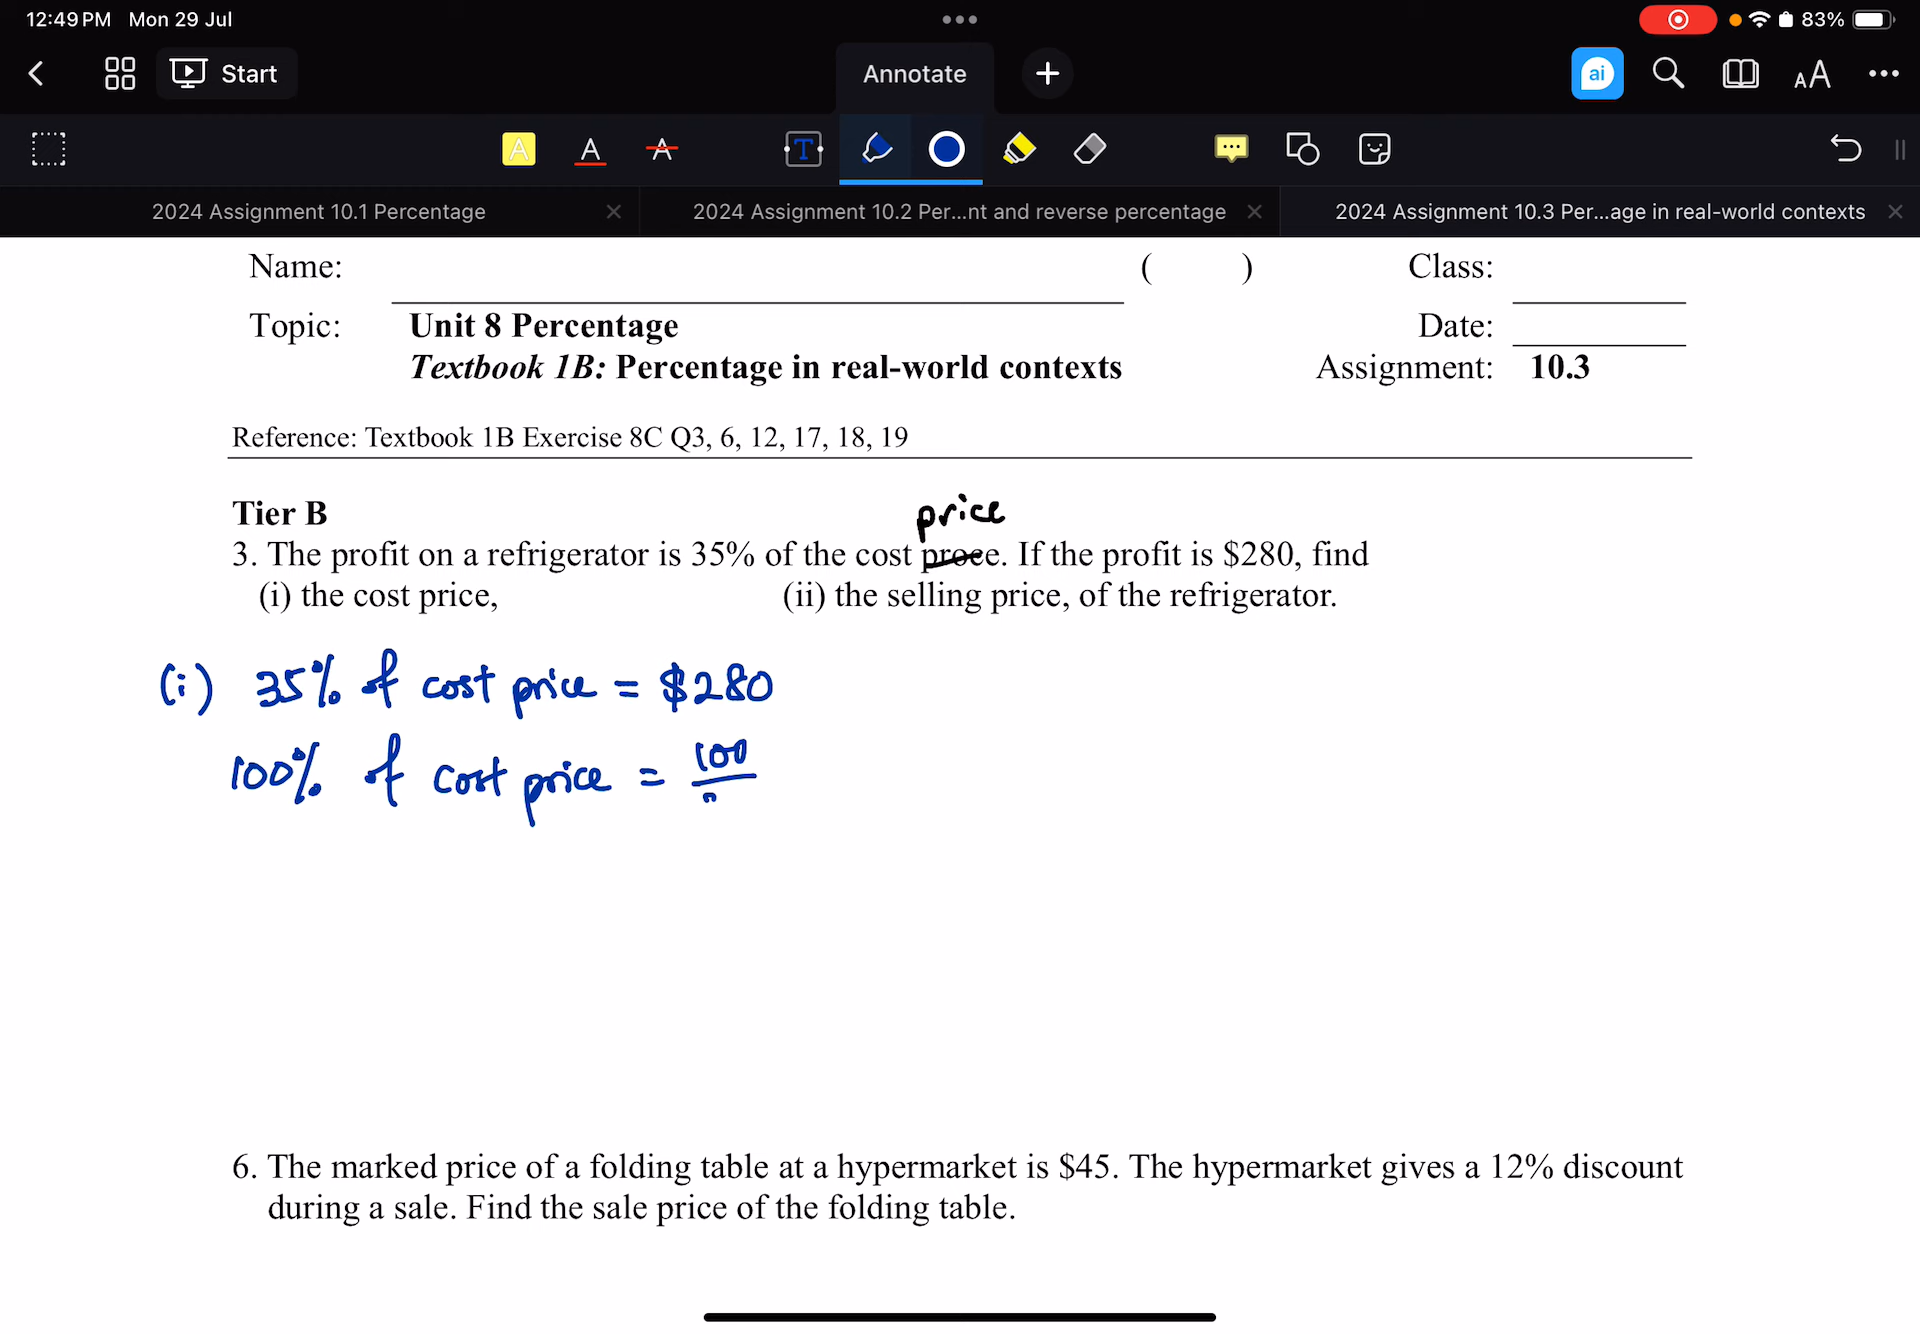 12:49 PM Mon 29 Jul
83%
Start
Annotate
ai
AA
A A A T
2024 Assignment 10.1 Percentage
2024 Assignment 10.2 Per...nt and reverse percentage
2024 Assignment 10.3 Per...age in real-world contexts
Name: ( ) Class:
Topic: Unit 8 Percentage Date:
Textbook 1B: Percentage in real-world contexts Assignment: 10.3
Reference: Textbook 1B Exercise 8C Q3, 6, 12, 17, 18, 19
Tier B
price
3. The profit on a refrigerator is 35% of the cost proce. If the profit is $280, find
(i) the cost price, (ii) the selling price, of the refrigerator.
(i) 35% of cost price = $280
100% of cost price = 100
6. The marked price of a folding table at a hypermarket is $45. The hypermarket gives a 12% discount
during a sale. Find the sale price of the folding table.